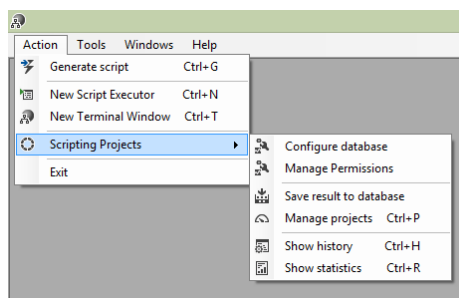 Action Tools Windows Help
Generate script Ctrl+G
New Script Executor Ctrl+N
New Terminal Window Ctrl+T
Scripting Projects
Exit
Configure database
Manage Permissions
Save result to database
Manage projects Ctrl+P
Show history Ctrl+H
Show statistics Ctrl+R